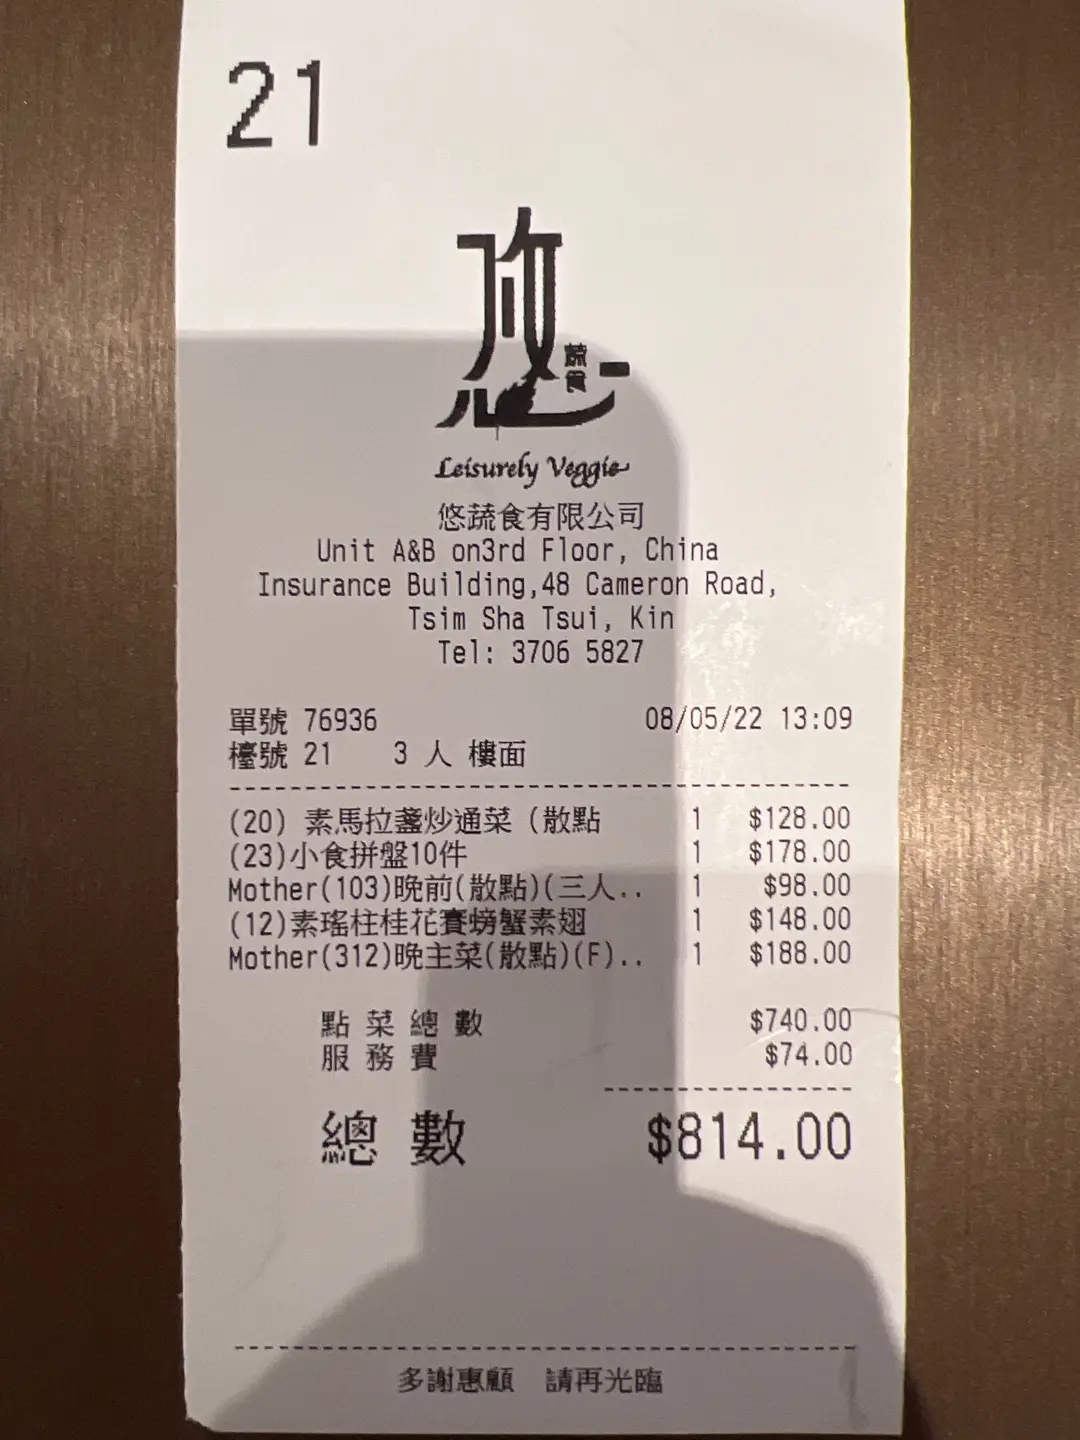 21
悠
蔬食
Leisurely Veggie
悠蔬食有限公司
Unit A&B on3rd Floor, China
Insurance Building,48 Cameron Road,
Tsim Sha Tsui, Kin
Tel: 3706 5827
單號 76936 08/05/22 13:09
檯號 21 3 人 樓面
(20) 素馬拉盞炒通菜 (散點 1 $128.00
(23)小食拼盤10件 1 $178.00
Mother(103)晚前(散點)(三人.. 1 $98.00
(12)素瑤柱桂花賽螃蟹素翅 1 $148.00
Mother(312)晚主菜(散點)(F).. 1 $188.00
點菜總數 $740.00
服務費 $74.00
總數 $814.00
多謝惠顧 請再光臨